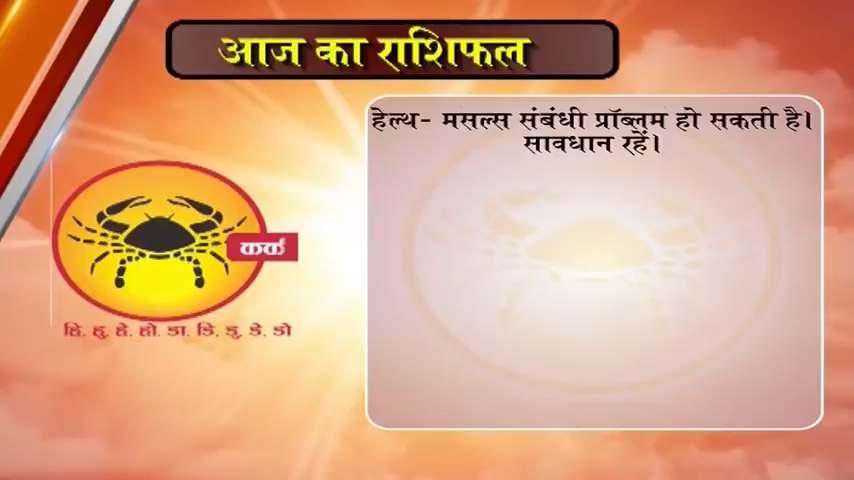 आज का राशिफल
हेल्थ- मसल्स संबंधी प्रॉब्लम हो सकती है।
सावधान रहें।
कर्क
हि. हु. हे. हो. डा. डि. डु. डे. डो